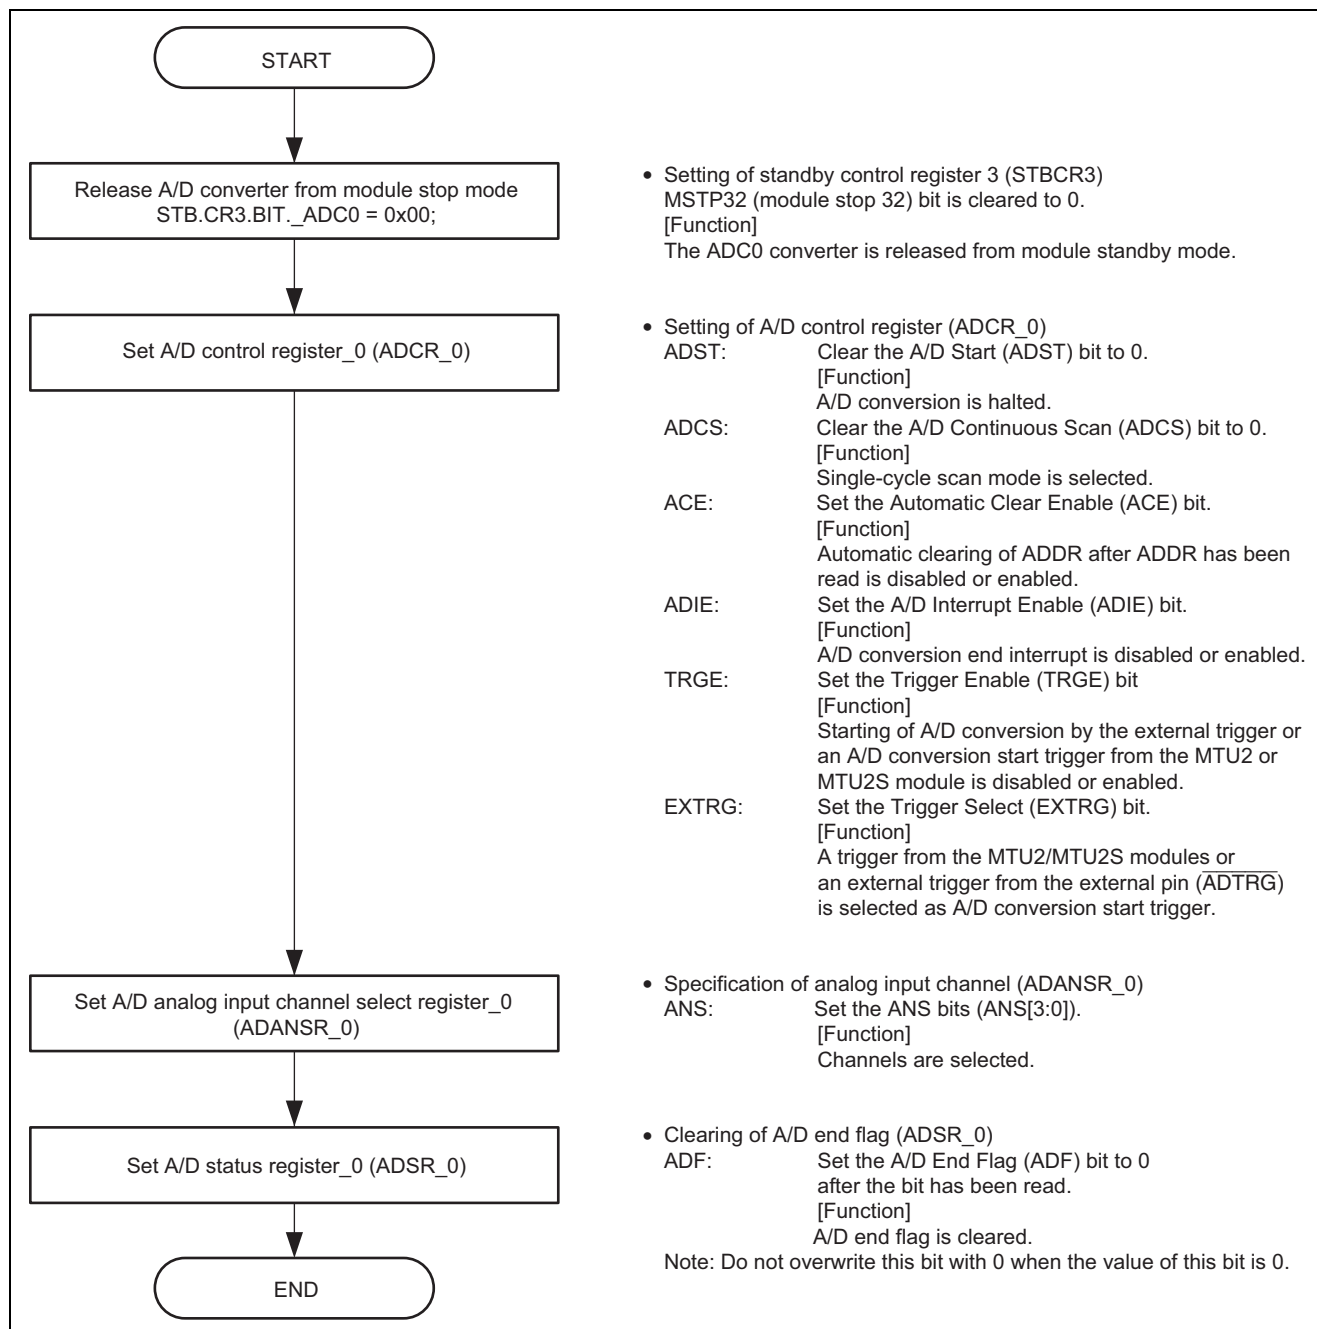 START
Release A/D converter from module stop mode
STB.CR3.BIT._ADC0 = 0x00;
• Setting of standby control register 3 (STBCR3)
MSTP32 (module stop 32) bit is cleared to 0.
[Function]
The ADC0 converter is released from module standby mode.
Set A/D control register_0 (ADCR_0)
• Setting of A/D control register (ADCR_0)
ADST: Clear the A/D Start (ADST) bit to 0.
[Function]
A/D conversion is halted.
ADCS: Clear the A/D Continuous Scan (ADCS) bit to 0.
[Function]
Single-cycle scan mode is selected.
ACE: Set the Automatic Clear Enable (ACE) bit.
[Function]
Automatic clearing of ADDR after ADDR has been
read is disabled or enabled.
ADIE: Set the A/D Interrupt Enable (ADIE) bit.
[Function]
A/D conversion end interrupt is disabled or enabled.
TRGE: Set the Trigger Enable (TRGE) bit
[Function]
Starting of A/D conversion by the external trigger or
an A/D conversion start trigger from the MTU2 or
MTU2S module is disabled or enabled.
EXTRG: Set the Trigger Select (EXTRG) bit.
[Function]
A trigger from the MTU2/MTU2S modules or
an external trigger from the external pin (ADTRG)
is selected as A/D conversion start trigger.
Set A/D analog input channel select register_0
(ADANSR_0)
• Specification of analog input channel (ADANSR_0)
ANS: Set the ANS bits (ANS[3:0]).
[Function]
Channels are selected.
Set A/D status register_0 (ADSR_0)
• Clearing of A/D end flag (ADSR_0)
ADF: Set the A/D End Flag (ADF) bit to 0
after the bit has been read.
[Function]
A/D end flag is cleared.
Note: Do not overwrite this bit with 0 when the value of this bit is 0.
END